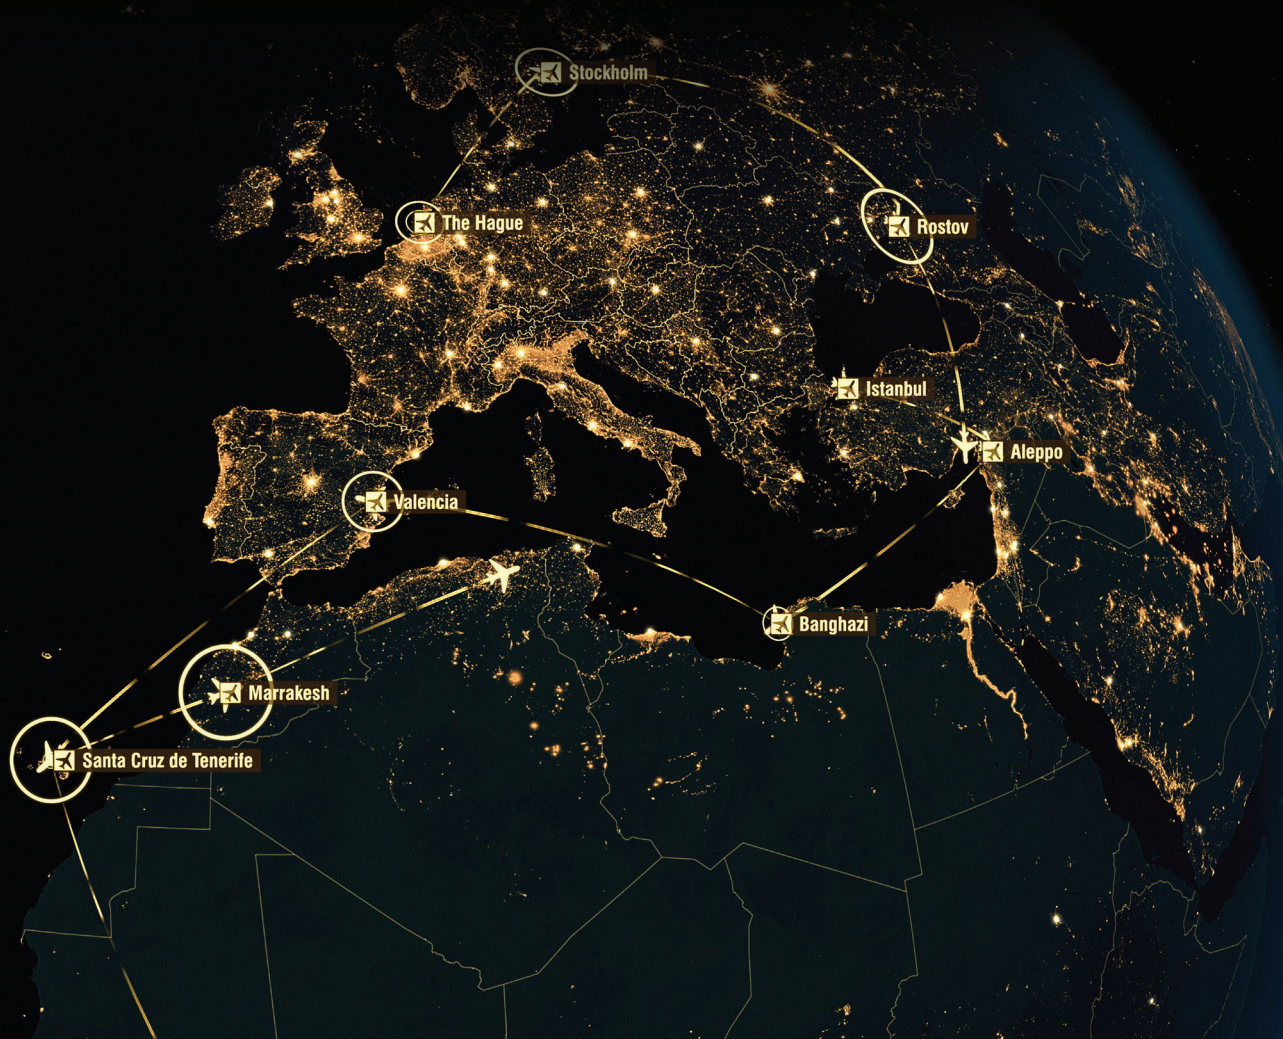 Stockholm
The Hague
Rostov
Istanbul
Aleppo
Valencia
Banghazi
Marrakesh
Santa Cruz de Tenerife